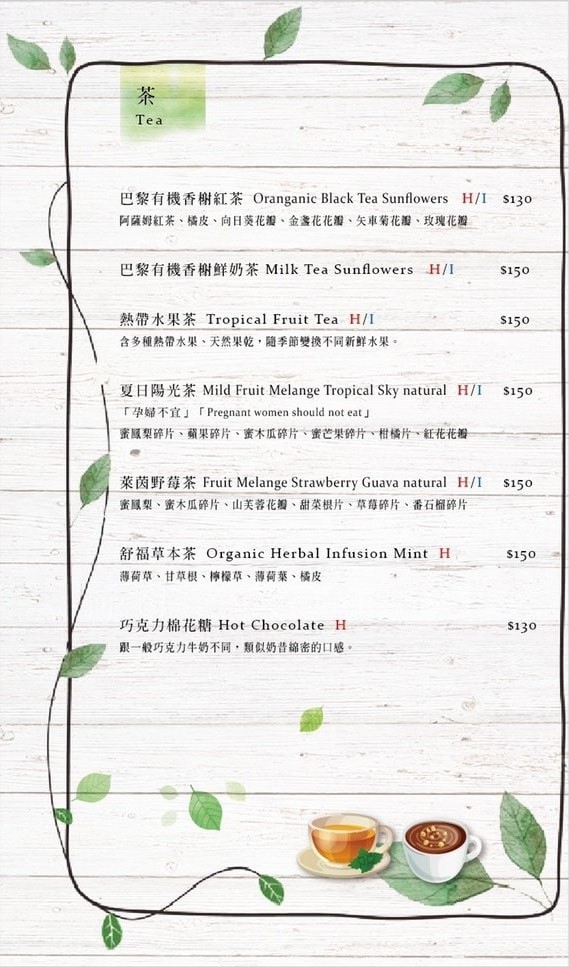 茶
Tea
巴黎有機香榭紅茶 Oranganic Black Tea Sunflowers H/I $130
阿薩姆紅茶、橘皮、向日葵花瓣、金盞花花瓣、矢車菊花瓣、玫瑰花瓣
巴黎有機香榭鮮奶茶 Milk Tea Sunflowers H/I $150
熱帶水果茶 Tropical Fruit Tea H/I $150
含多種熱帶水果、天然果乾，隨季節變換不同新鮮水果。
夏日陽光茶 Mild Fruit Melange Tropical Sky natural H/I $150
「孕婦不宜」「Pregnant women should not eat」
蜜鳳梨碎片、蘋果碎片、蜜木瓜碎片、蜜芒果碎片、柑橘片、紅花花瓣
萊茵野莓茶 Fruit Melange Strawberry Guava natural H/I $150
蜜鳳梨、蜜木瓜碎片、山芙蓉花瓣、甜菜根片、草莓碎片、番石榴碎片
舒福草本茶 Organic Herbal Infusion Mint H $150
薄荷草、甘草根、檸檬草、薄荷葉、橘皮
巧克力棉花糖 Hot Chocolate H $130
跟一般巧克力牛奶不同，類似奶昔綿密的口感。